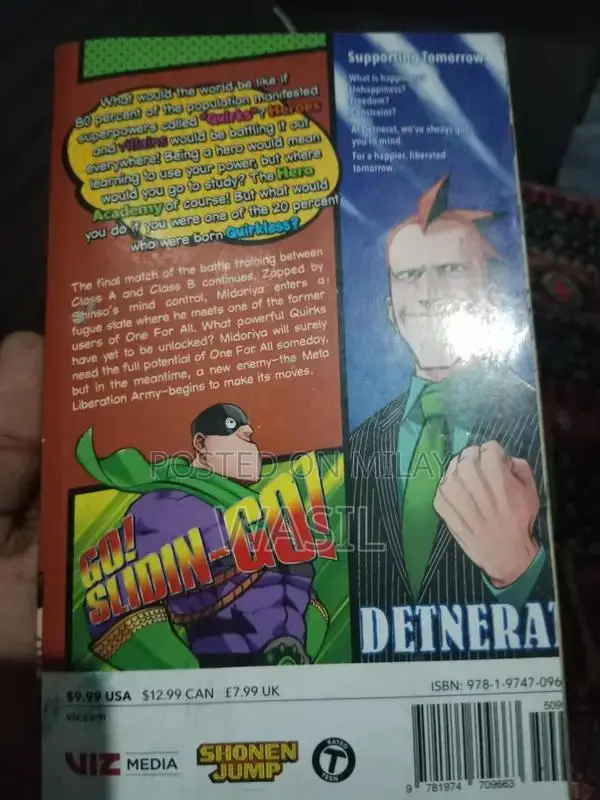 What would the world be like if
80 percent of the population manifested
superpowers called "Quirks"? Heroes
and villains would be battling it out
everywhere! Being a hero would mean
learning to use your power, but where
would you go to study? The Hero
Academy of course! But what would
you do if you were one of the 20 percent
who were born Quirkless?
The final match of the battle training between
Class A and Class B continues. Zapped by
Shinso's mind control, Midoriya enters a
fugue state where he meets one of the former
users of One For All. What powerful Quirks
have yet to be unlocked? Midoriya will surely
need the full potential of One For All someday,
but in the meantime, a new enemy—the Meta
Liberation Army—begins to make its moves.
GO!
SLIDIN-GO!
Supporting Tomorrow
What is happiness?
Unhappiness?
Freedom?
Constraint?
At Detnerat, we've always
you in mind.
For a happier, liberated
tomorrow.
DETNERAT
POSTED ON MILAY
WASIL
$9.99 USA $12.99 CAN £7.99 UK
viz.com
ISBN: 978-1-9747-096
509
VIZ MEDIA
SHONEN
JUMP
RATED
T
TEEN
9 781974 709663